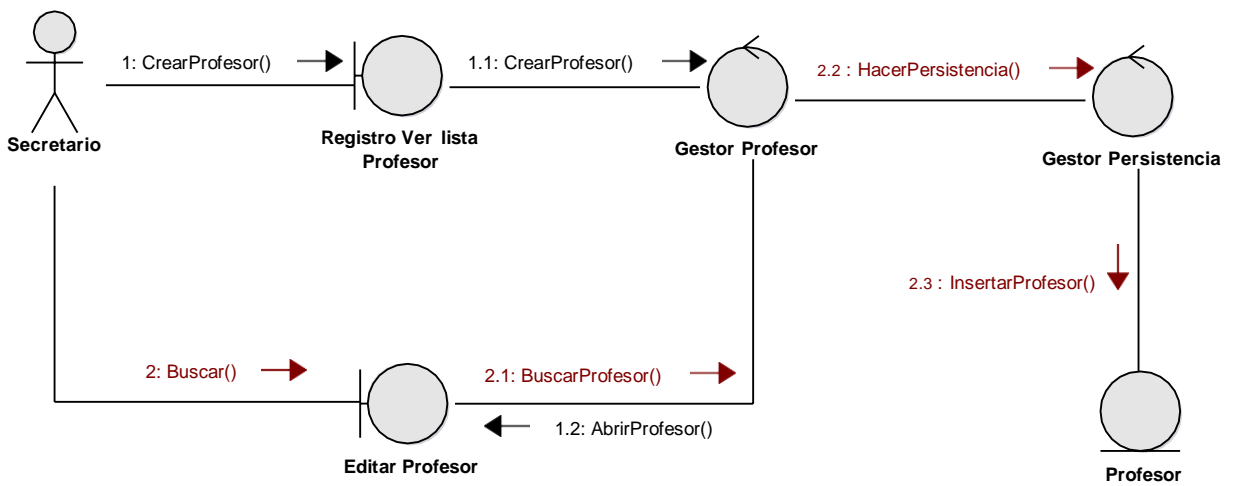 1: CrearProfesor()
1.1: CrearProfesor()
2.2 : HacerPersistencia()
Secretario
Registro Ver lista
Profesor
Gestor Profesor
Gestor Persistencia
2.3 : InsertarProfesor()
2: Buscar()
2.1: BuscarProfesor()
1.2: AbrirProfesor()
Editar Profesor
Profesor